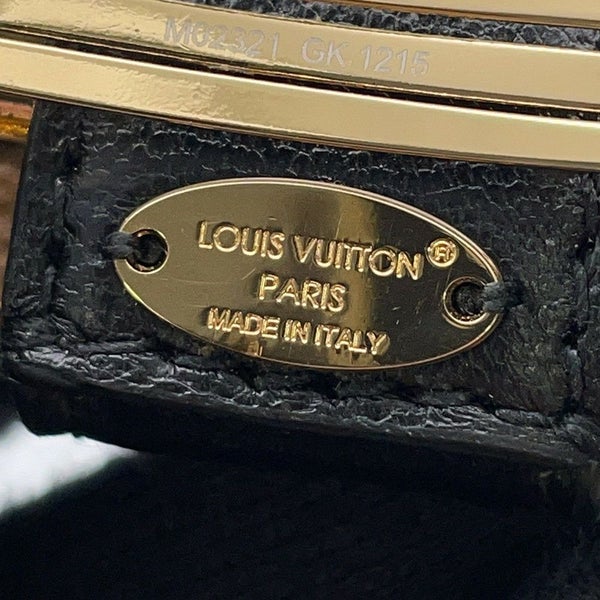 M02321 GK 1215
LOUIS VUITTON®
PARIS
MADE IN ITALY